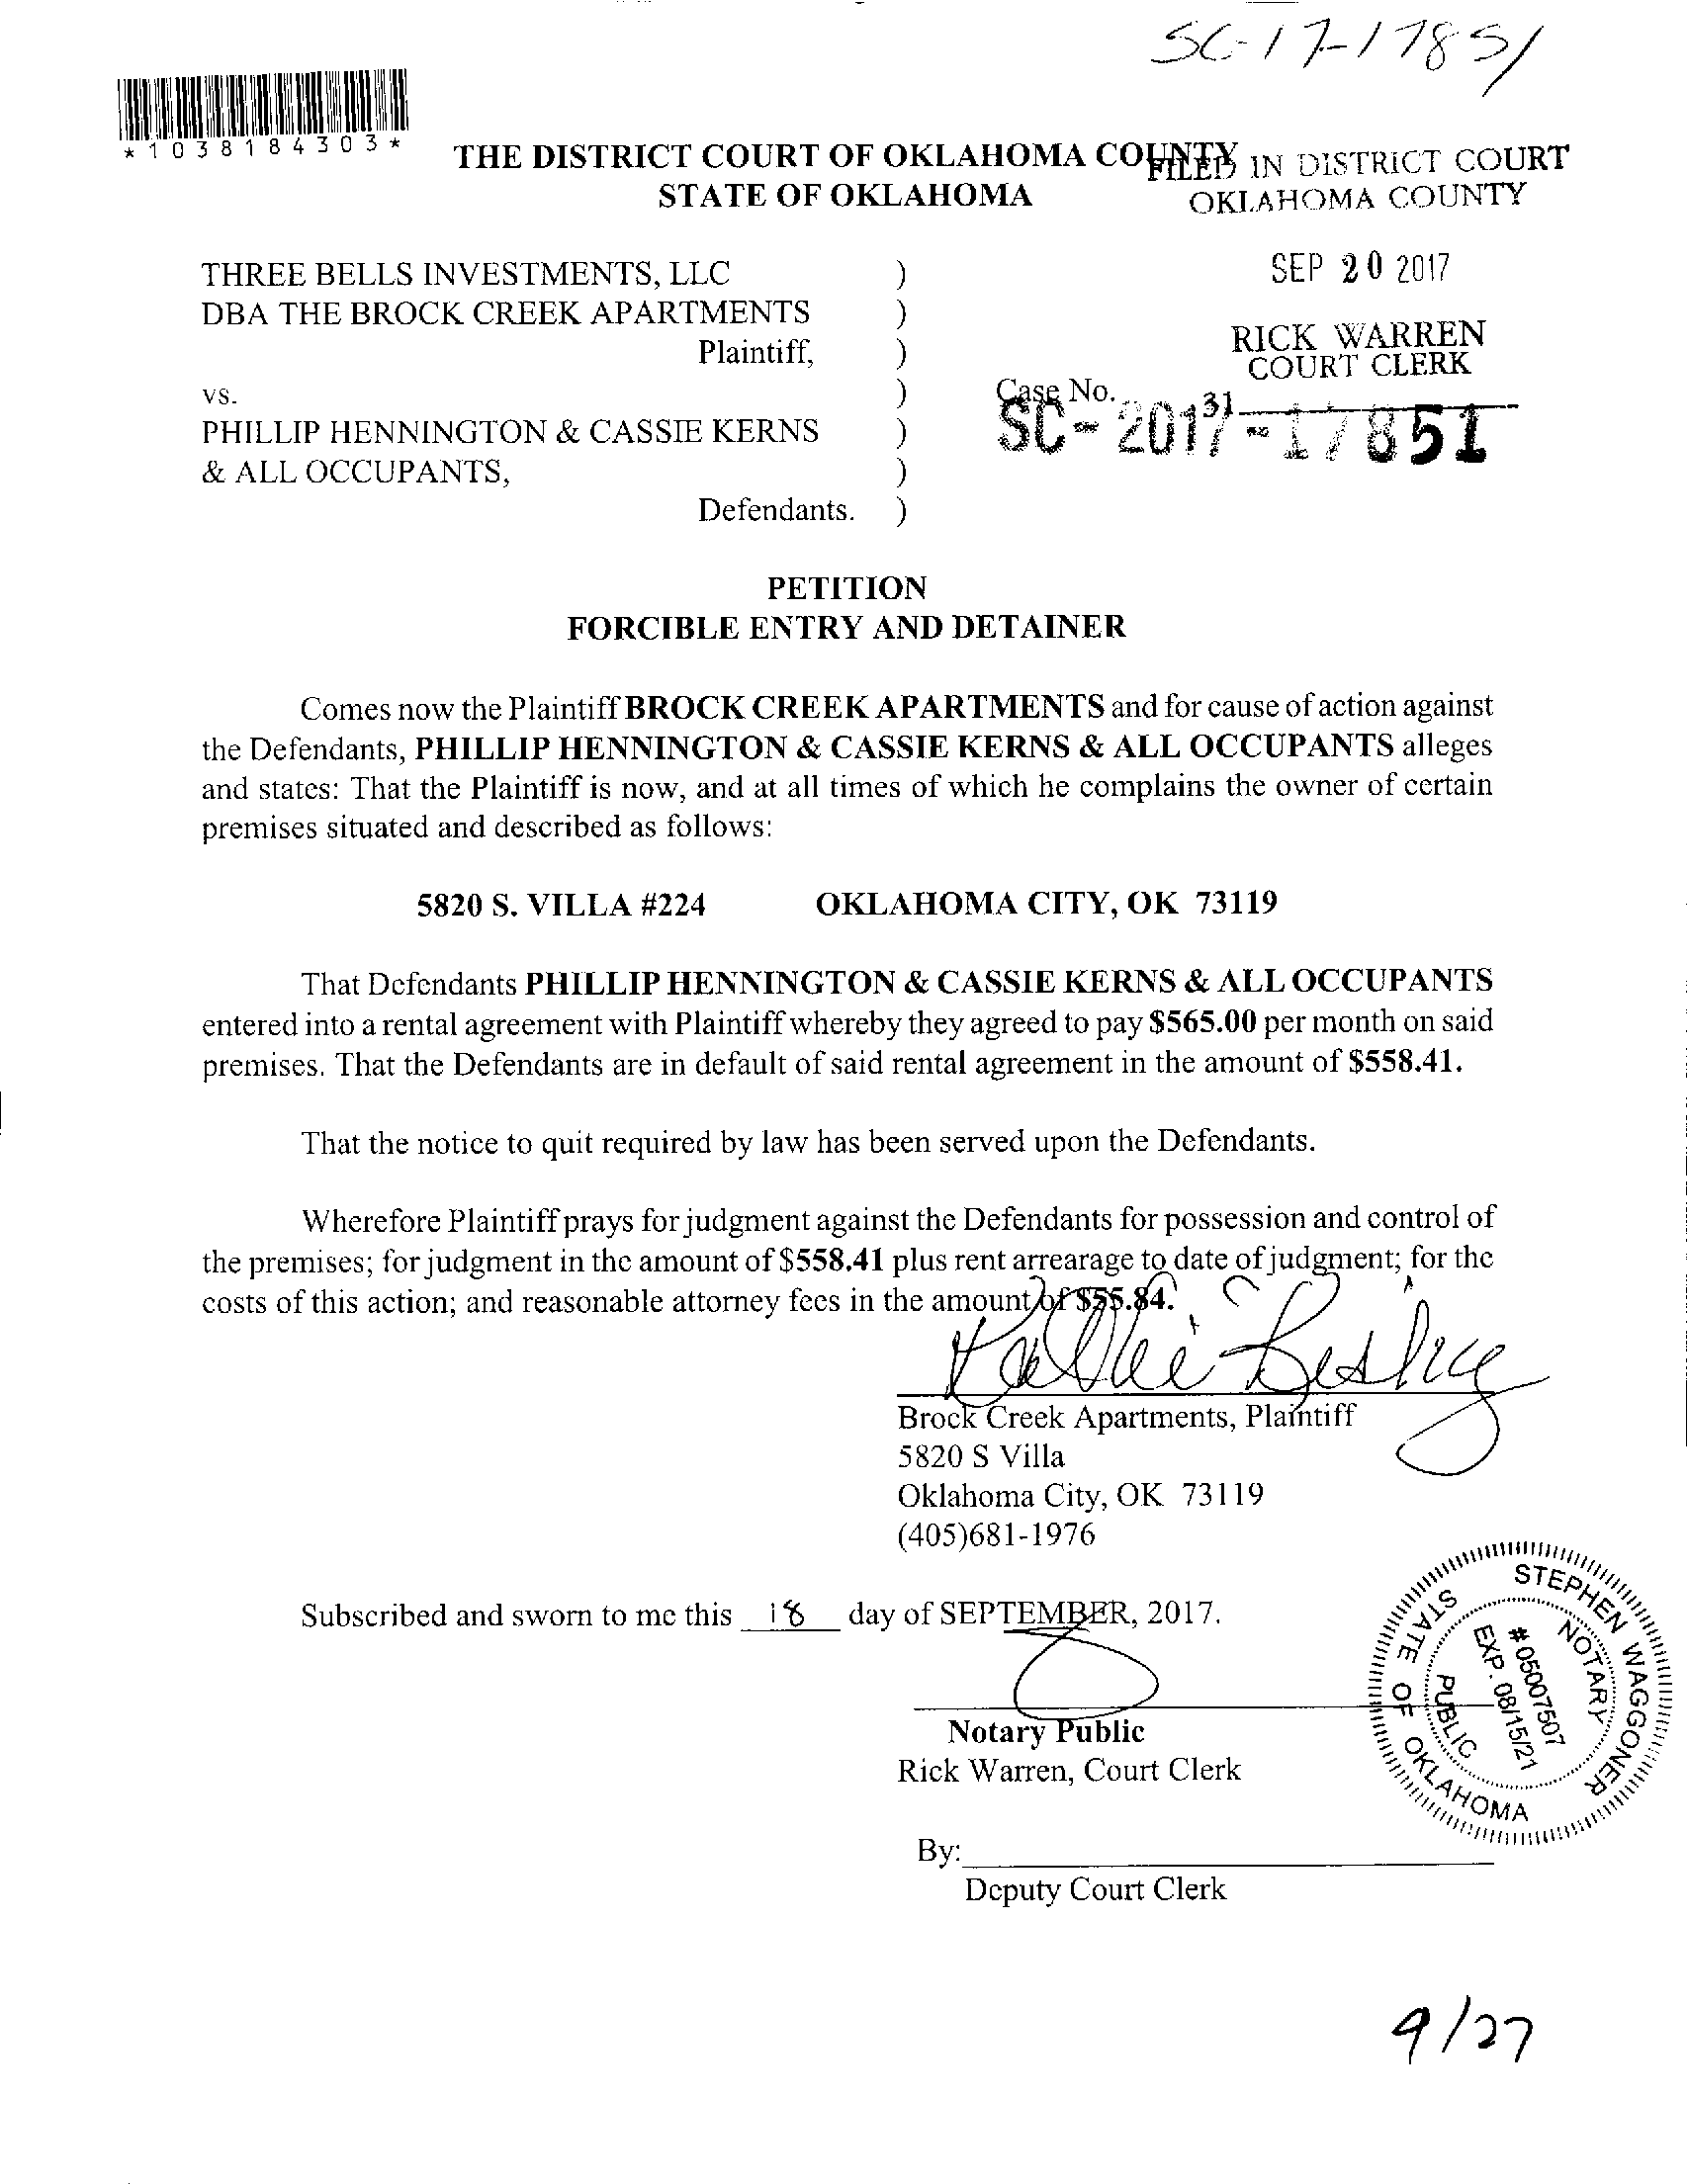 SC-17-17851
*1038184303*
THE DISTRICT COURT OF OKLAHOMA COUNTY
STATE OF OKLAHOMA
FILED IN DISTRICT COURT
OKLAHOMA COUNTY
SEP 20 2017
RICK WARREN
COURT CLERK
THREE BELLS INVESTMENTS, LLC )
DBA THE BROCK CREEK APARTMENTS )
Plaintiff, )
vs. )
PHILLIP HENNINGTON & CASSIE KERNS )
& ALL OCCUPANTS, )
Defendants. )
Case No.
31
SC-2017-17851
PETITION
FORCIBLE ENTRY AND DETAINER
Comes now the Plaintiff BROCK CREEK APARTMENTS and for cause of action against
the Defendants, PHILLIP HENNINGTON & CASSIE KERNS & ALL OCCUPANTS alleges
and states: That the Plaintiff is now, and at all times of which he complains the owner of certain
premises situated and described as follows:
5820 S. VILLA #224 OKLAHOMA CITY, OK 73119
That Defendants PHILLIP HENNINGTON & CASSIE KERNS & ALL OCCUPANTS
entered into a rental agreement with Plaintiff whereby they agreed to pay $565.00 per month on said
premises. That the Defendants are in default of said rental agreement in the amount of $558.41.
That the notice to quit required by law has been served upon the Defendants.
Wherefore Plaintiff prays for judgment against the Defendants for possession and control of
the premises; for judgment in the amount of $558.41 plus rent arrearage to date of judgment; for the
costs of this action; and reasonable attorney fees in the amount of $55.84.
Brock Creek Apartments, Plaintiff
5820 S Villa
Oklahoma City, OK 73119
(405)681-1976
Subscribed and sworn to me this 18 day of SEPTEMBER, 2017.
Notary Public
Rick Warren, Court Clerk
By:
Deputy Court Clerk
STEPHEN WAGGONER
NOTARY
# 05007507
EXP. 08/15/21
PUBLIC
STATE OF OKLAHOMA
9/27